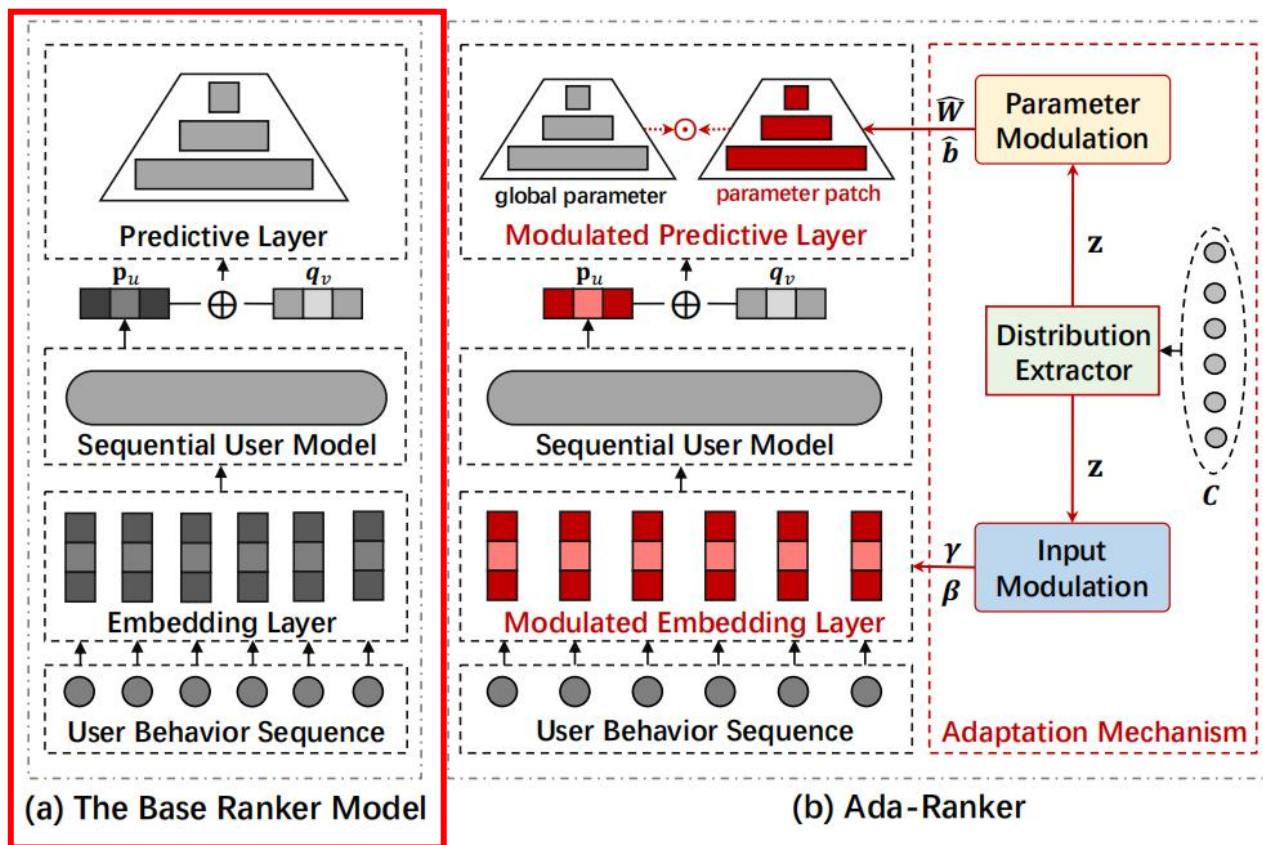 Predictive Layer
p_u
q_v
Sequential User Model
Embedding Layer
User Behavior Sequence
(a) The Base Ranker Model
global parameter
parameter patch
Modulated Predictive Layer
p_u
q_v
Sequential User Model
Modulated Embedding Layer
User Behavior Sequence
Ŵ
b̂
Parameter
Modulation
z
Distribution
Extractor
C
z
γ
β
Input
Modulation
Adaptation Mechanism
(b) Ada-Ranker